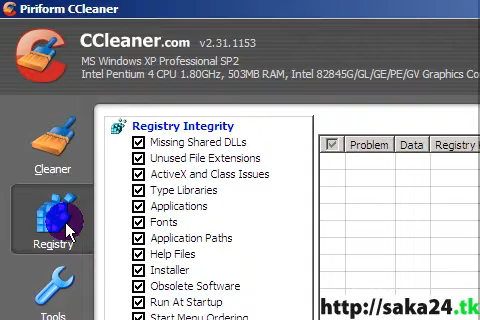 Piriform CCleaner
CCleaner.com v2.31.1153
MS Windows XP Professional SP2
Intel Pentium 4 CPU 1.80GHz, 503MB RAM, Intel 82845G/GL/GE/PE/GV Graphics Co
Cleaner
Registry
Tools
Registry Integrity
Missing Shared DLLs
Unused File Extensions
ActiveX and Class Issues
Type Libraries
Applications
Fonts
Application Paths
Help Files
Installer
Obsolete Software
Run At Startup
Start Menu Ordering
Problem Data Registry
http://saka24.tk